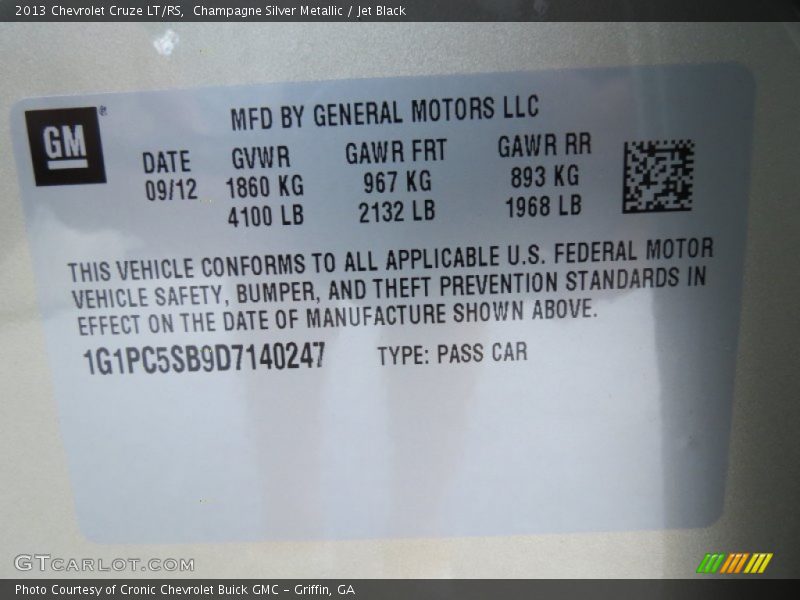 2013 Chevrolet Cruze LT/RS,  Champagne Silver Metallic / Jet Black
GM®
MFD BY GENERAL MOTORS LLC
DATE GVWR GAWR FRT GAWR RR
09/12 1860 KG 967 KG 893 KG
4100 LB 2132 LB 1968 LB
THIS VEHICLE CONFORMS TO ALL APPLICABLE U.S. FEDERAL MOTOR
VEHICLE SAFETY, BUMPER, AND THEFT PREVENTION STANDARDS IN
EFFECT ON THE DATE OF MANUFACTURE SHOWN ABOVE.
1G1PC5SB9D7140247 TYPE: PASS CAR
GTCARLOT.COM
Photo Courtesy of Cronic Chevrolet Buick GMC – Griffin, GA